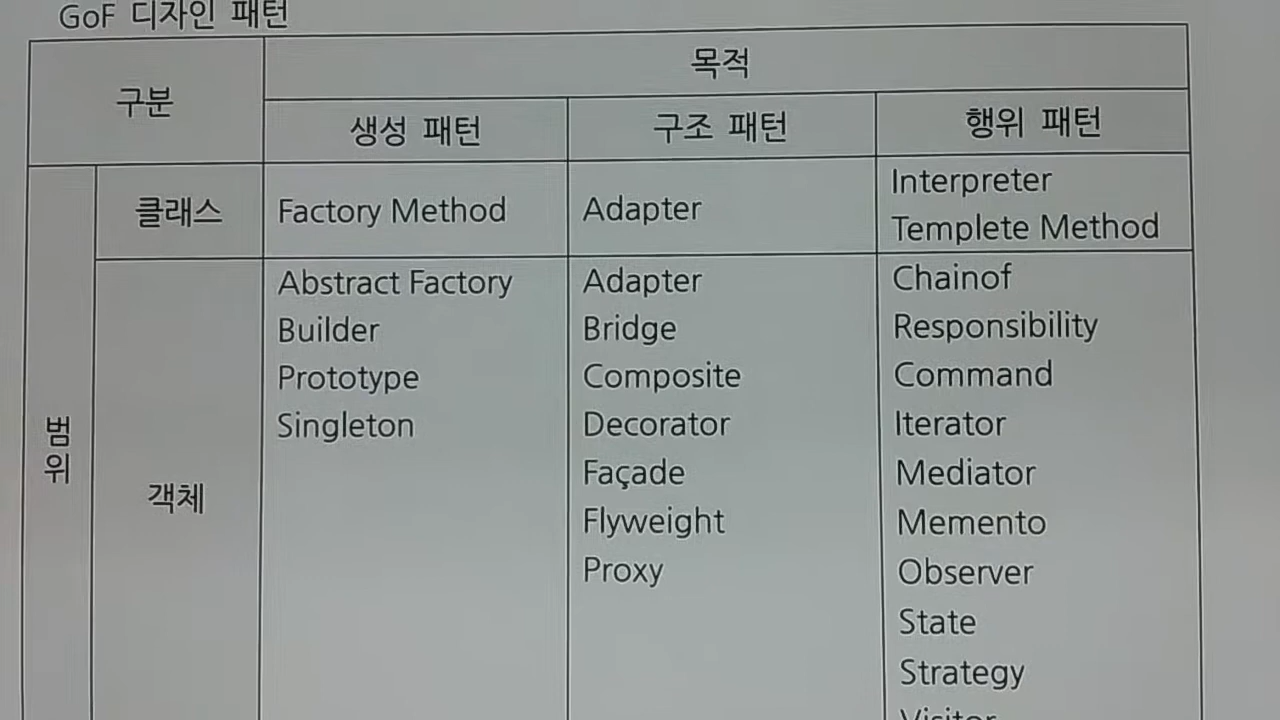 GoF 디자인 패턴
구분
목적
생성 패턴
구조 패턴
행위 패턴
범위
클래스
Factory Method
Adapter
Interpreter
Templete Method
객체
Abstract Factory
Builder
Prototype
Singleton
Adapter
Bridge
Composite
Decorator
Façade
Flyweight
Proxy
Chainof
Responsibility
Command
Iterator
Mediator
Memento
Observer
State
Strategy
Visitor